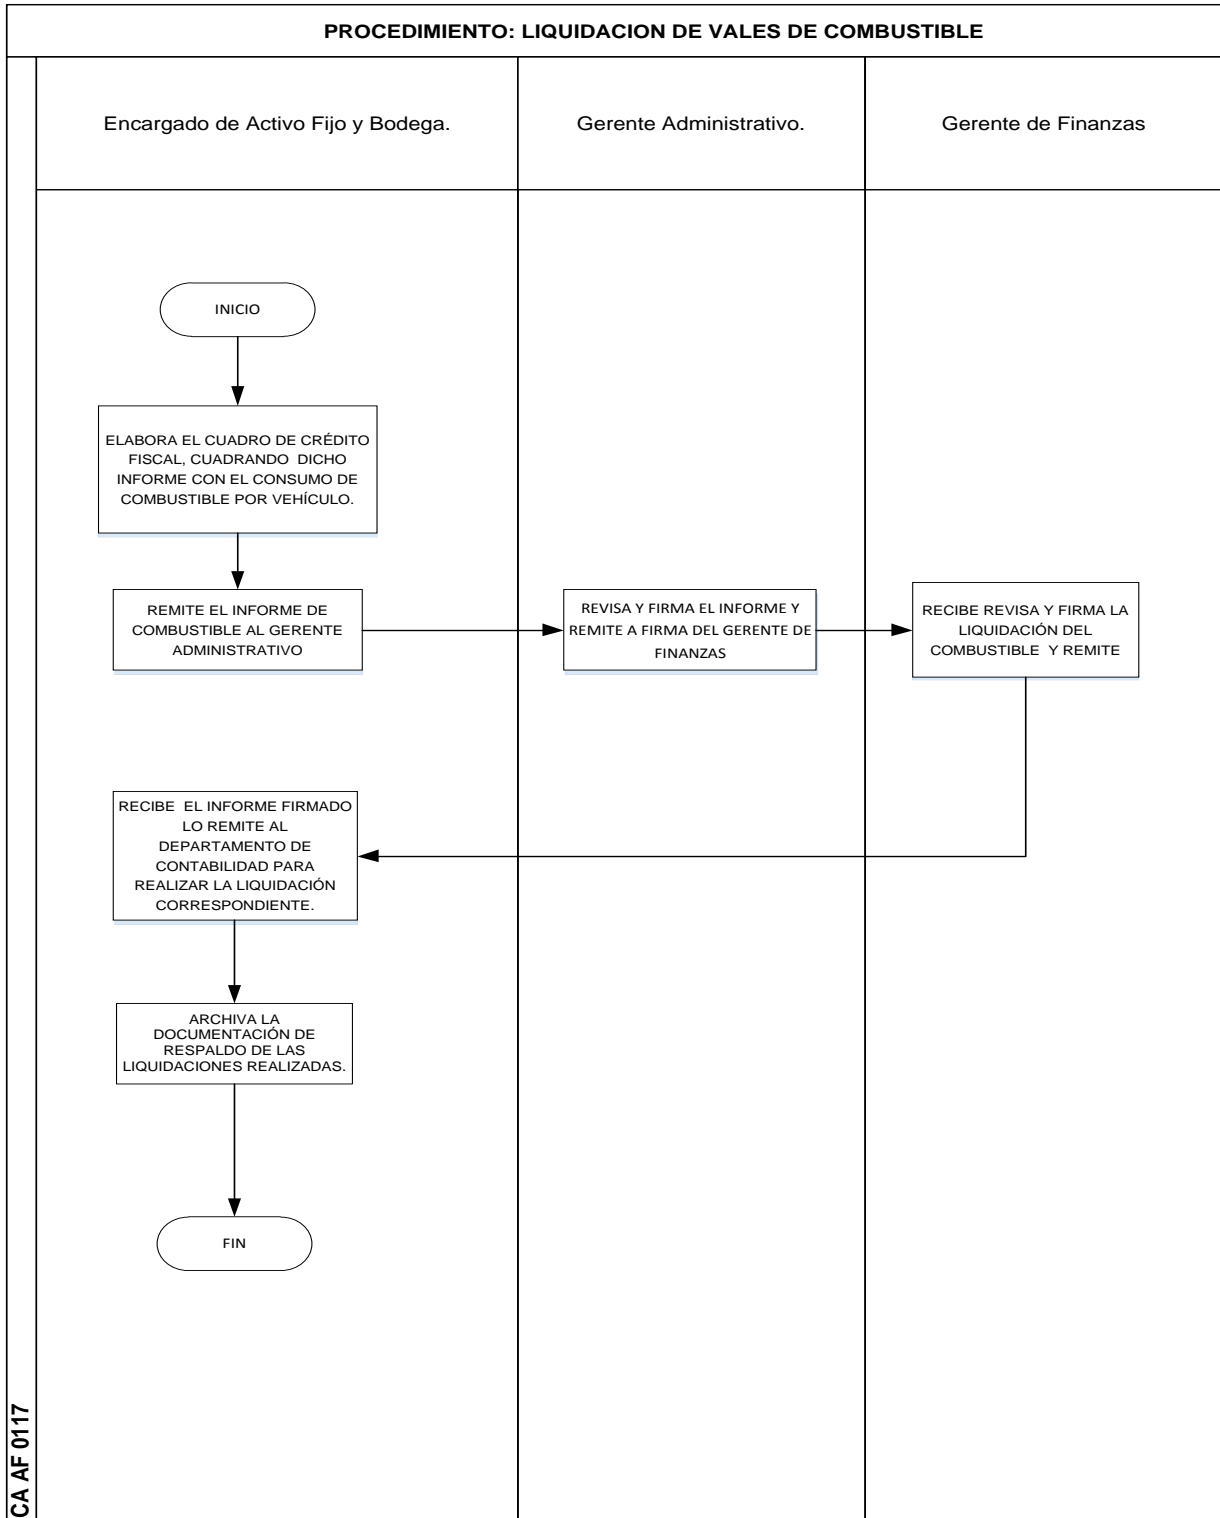 PROCEDIMIENTO: LIQUIDACION DE VALES DE COMBUSTIBLE
Encargado de Activo Fijo y Bodega.
Gerente Administrativo.
Gerente de Finanzas
INICIO
ELABORA EL CUADRO DE CRÉDITO
FISCAL, CUADRANDO DICHO
INFORME CON EL CONSUMO DE
COMBUSTIBLE POR VEHÍCULO.
REMITE EL INFORME DE
COMBUSTIBLE AL GERENTE
ADMINISTRATIVO
REVISA Y FIRMA EL INFORME Y
REMITE A FIRMA DEL GERENTE DE
FINANZAS
RECIBE REVISA Y FIRMA LA
LIQUIDACIÓN DEL
COMBUSTIBLE Y REMITE
RECIBE EL INFORME FIRMADO
LO REMITE AL
DEPARTAMENTO DE
CONTABILIDAD PARA
REALIZAR LA LIQUIDACIÓN
CORRESPONDIENTE.
ARCHIVA LA
DOCUMENTACIÓN DE
RESPALDO DE LAS
LIQUIDACIONES REALIZADAS.
FIN
CA AF 0117